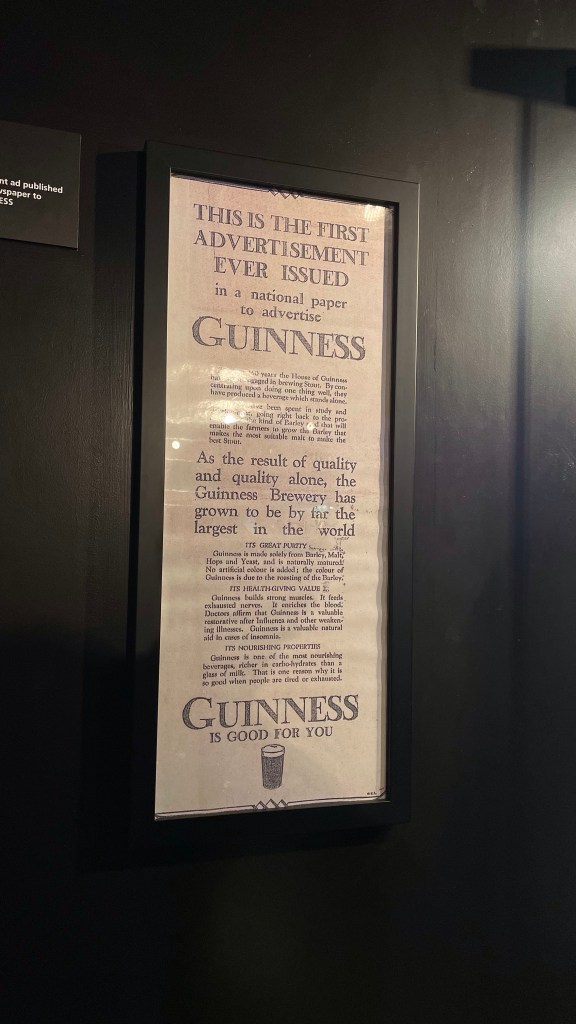 nt ad published
wspaper to
ESS
THIS IS THE FIRST
ADVERTISEMENT
EVER ISSUED
in a national paper
to advertise
GUINNESS
years the House of Guinness
engaged in brewing Stout. By con-
centrating upon doing one thing well, they
have produced a beverage which stands alone.
have been spent in study and
going right back to the pro-
kind of Barley and that will
enable the farmers to grow the Barley that
makes the most suitable malt to make the
best Stout.
As the result of quality
and quality alone, the
Guinness Brewery has
grown to be by far the
largest in the world
ITS GREAT PURITY
Guinness is made solely from Barley, Malt,
Hops and Yeast, and is naturally matured.
No artificial colour is added; the colour of
Guinness is due to the roasting of the Barley.
ITS HEALTH-GIVING VALUE
Guinness builds strong muscles. It feeds
exhausted nerves. It enriches the blood.
Doctors affirm that Guinness is a valuable
restorative after Influenza and other weaken-
ing illnesses. Guinness is a valuable natural
aid in cases of insomnia.
ITS NOURISHING PROPERTIES
Guinness is one of the most nourishing
beverages, richer in carbo-hydrates than a
glass of milk. That is one reason why it is
so good when people are tired or exhausted.
GUINNESS
IS GOOD FOR YOU